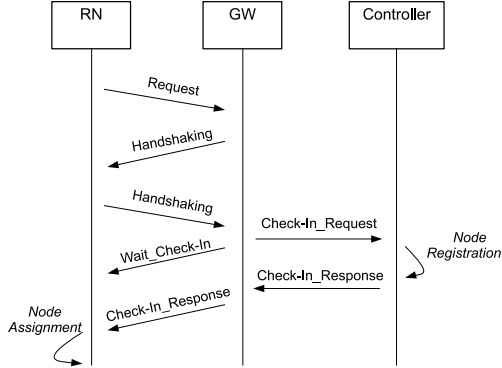 RN
GW
Controller
Request
Handshaking
Handshaking
Check-In_Request
Wait_Check-In
Node
Registration
Check-In_Response
Check-In_Response
Node
Assignment